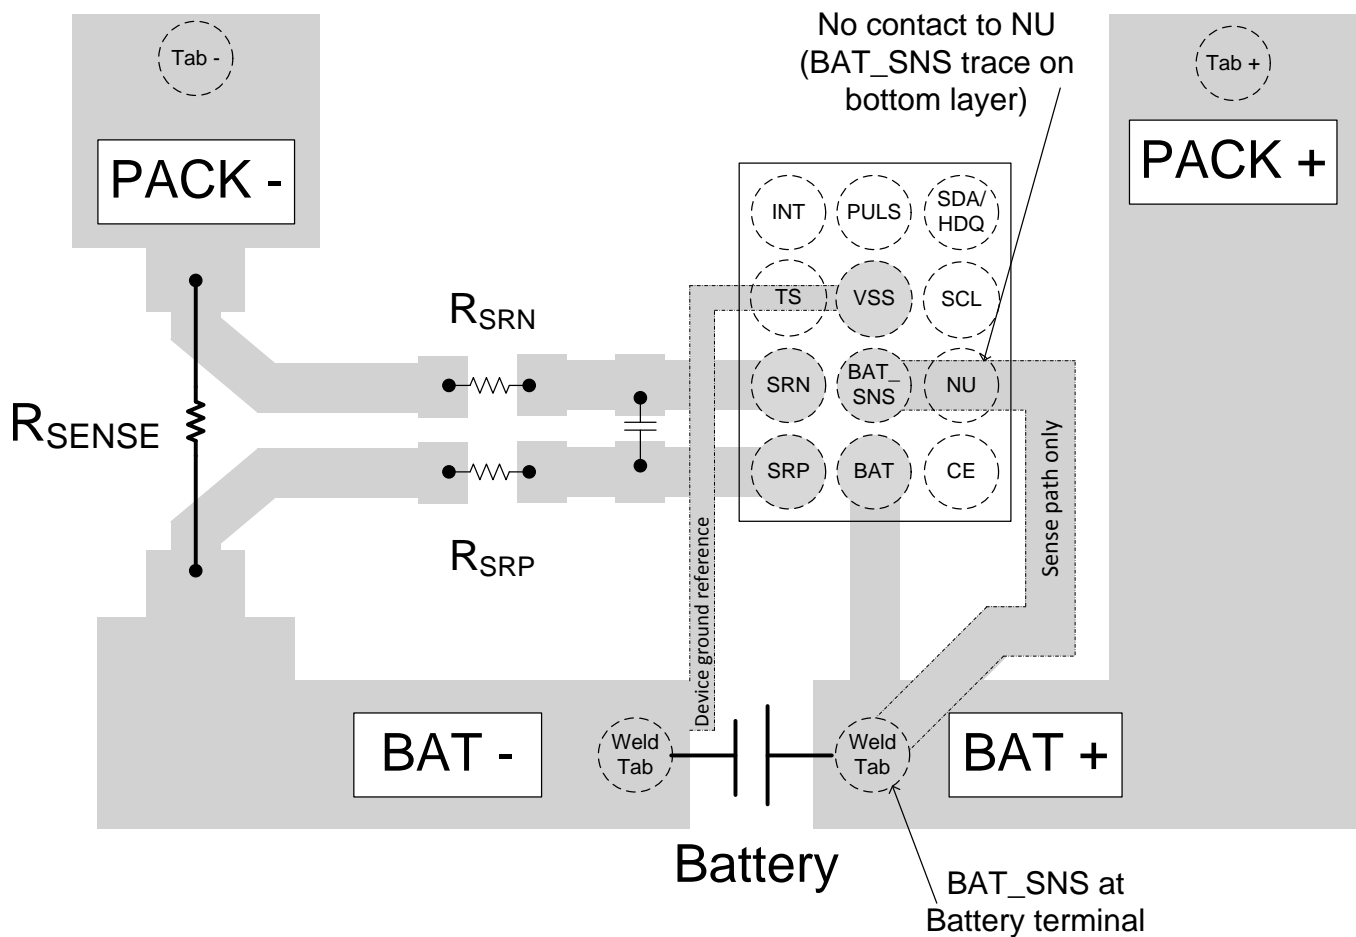 No contact to NU
(BAT_SNS trace on
bottom layer)
Tab -
Tab +
PACK -
PACK +
INT
PULS
SDA/
HDQ
TS
VSS
SCL
RSRN
SRN
BAT_
SNS
NU
RSENSE
SRP
BAT
CE
RSRP
Device ground reference
Sense path only
BAT -
Weld
Tab
Weld
Tab
BAT +
Battery
BAT_SNS at
Battery terminal